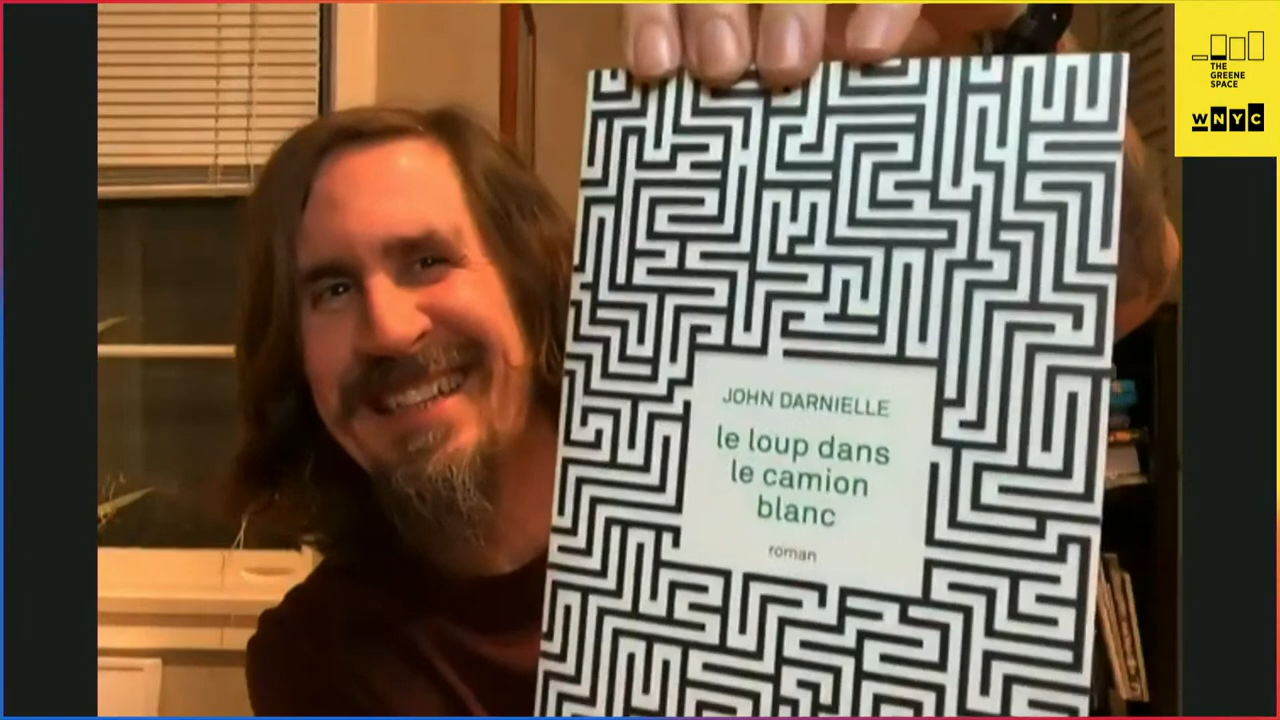 THE
GREENE
SPACE
WNYC
JOHN DARNIELLE
le loup dans
le camion
blanc
roman